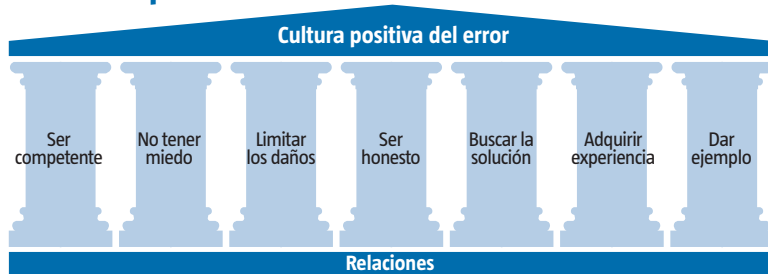 Cultura positiva del error
Ser
competente
No tener
miedo
Limitar
los daños
Ser
honesto
Buscar la
solución
Adquirir
experiencia
Dar
ejemplo
Relaciones